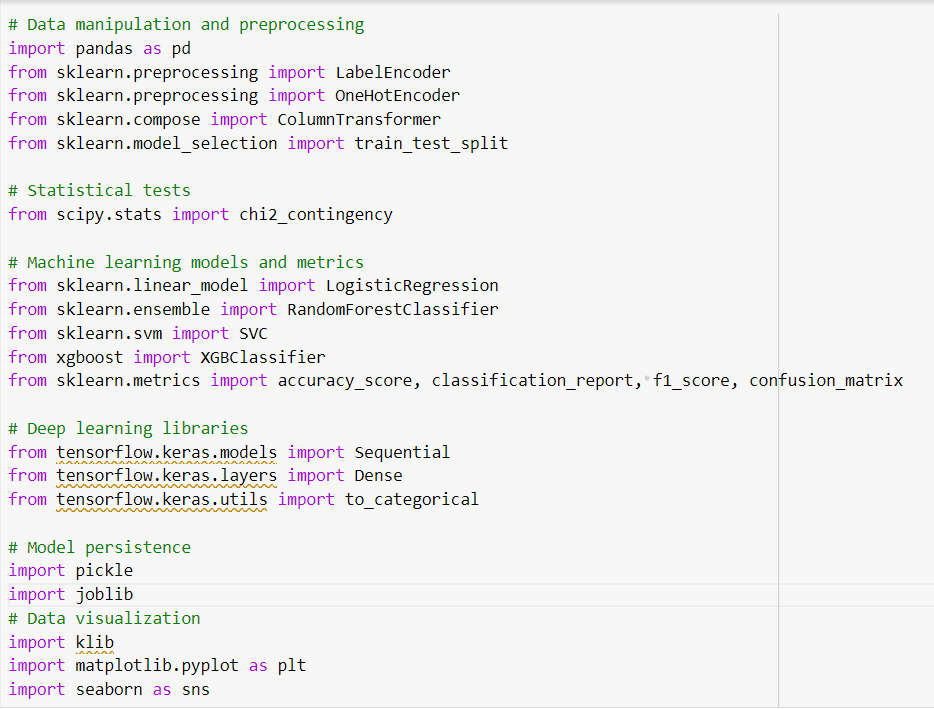 # Data manipulation and preprocessing
import pandas as pd
from sklearn.preprocessing import LabelEncoder
from sklearn.preprocessing import OneHotEncoder
from sklearn.compose import ColumnTransformer
from sklearn.model_selection import train_test_split
# Statistical tests
from scipy.stats import chi2_contingency
# Machine learning models and metrics
from sklearn.linear_model import LogisticRegression
from sklearn.ensemble import RandomForestClassifier
from sklearn.svm import SVC
from xgboost import XGBClassifier
from sklearn.metrics import accuracy_score, classification_report, f1_score, confusion_matrix
# Deep learning libraries
from tensorflow.keras.models import Sequential
from tensorflow.keras.layers import Dense
from tensorflow.keras.utils import to_categorical
# Model persistence
import pickle
import joblib
# Data visualization
import klib
import matplotlib.pyplot as plt
import seaborn as sns